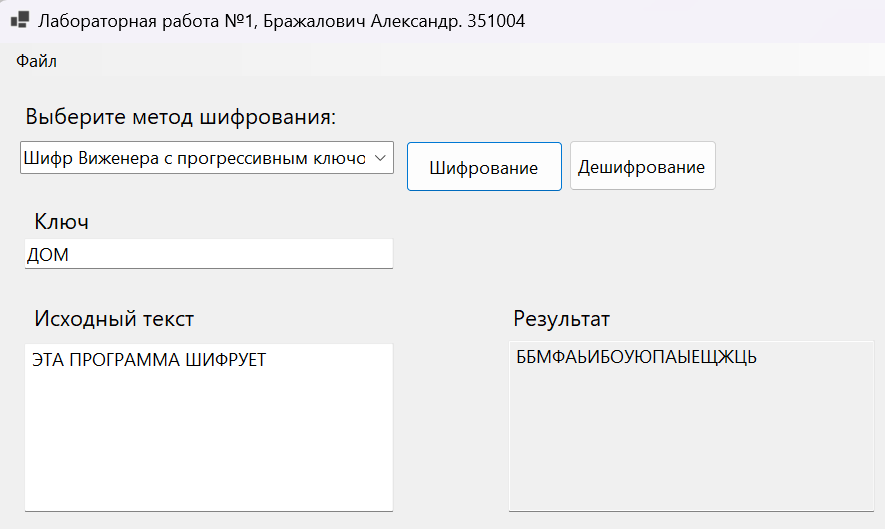 Лабораторная работа №1, Бражалович Александр. 351004
Файл
Выберите метод шифрования:
Шифр Виженера с прогрессивным ключо
Шифрование
Дешифрование
Ключ
ДОМ
Исходный текст
Результат
ЭТА ПРОГРАММА ШИФРУЕТ
ББМФАЬИБОУЮПАЫЕЩЖЦЬ